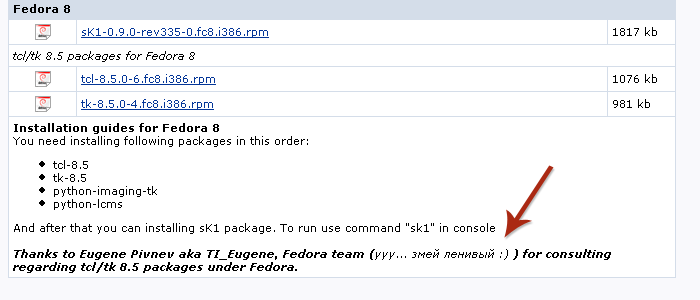 Fedora 8
sK1-0.9.0-rev335-0.fc8.i386.rpm 1817 kb
tcl/tk 8.5 packages for Fedora 8
tcl-8.5.0-6.fc8.i386.rpm 1076 kb
tk-8.5.0-4.fc8.i386.rpm 981 kb
Installation guides for Fedora 8
You need installing following packages in this order:
tcl-8.5
tk-8.5
python-imaging-tk
python-lcms
And after that you can installing sK1 package. To run use command "sk1" in console
Thanks to Eugene Pivnev aka TI_Eugene, Fedora team (ууу... змей ленивый :) ) for consulting
regarding tcl/tk 8.5 packages under Fedora.